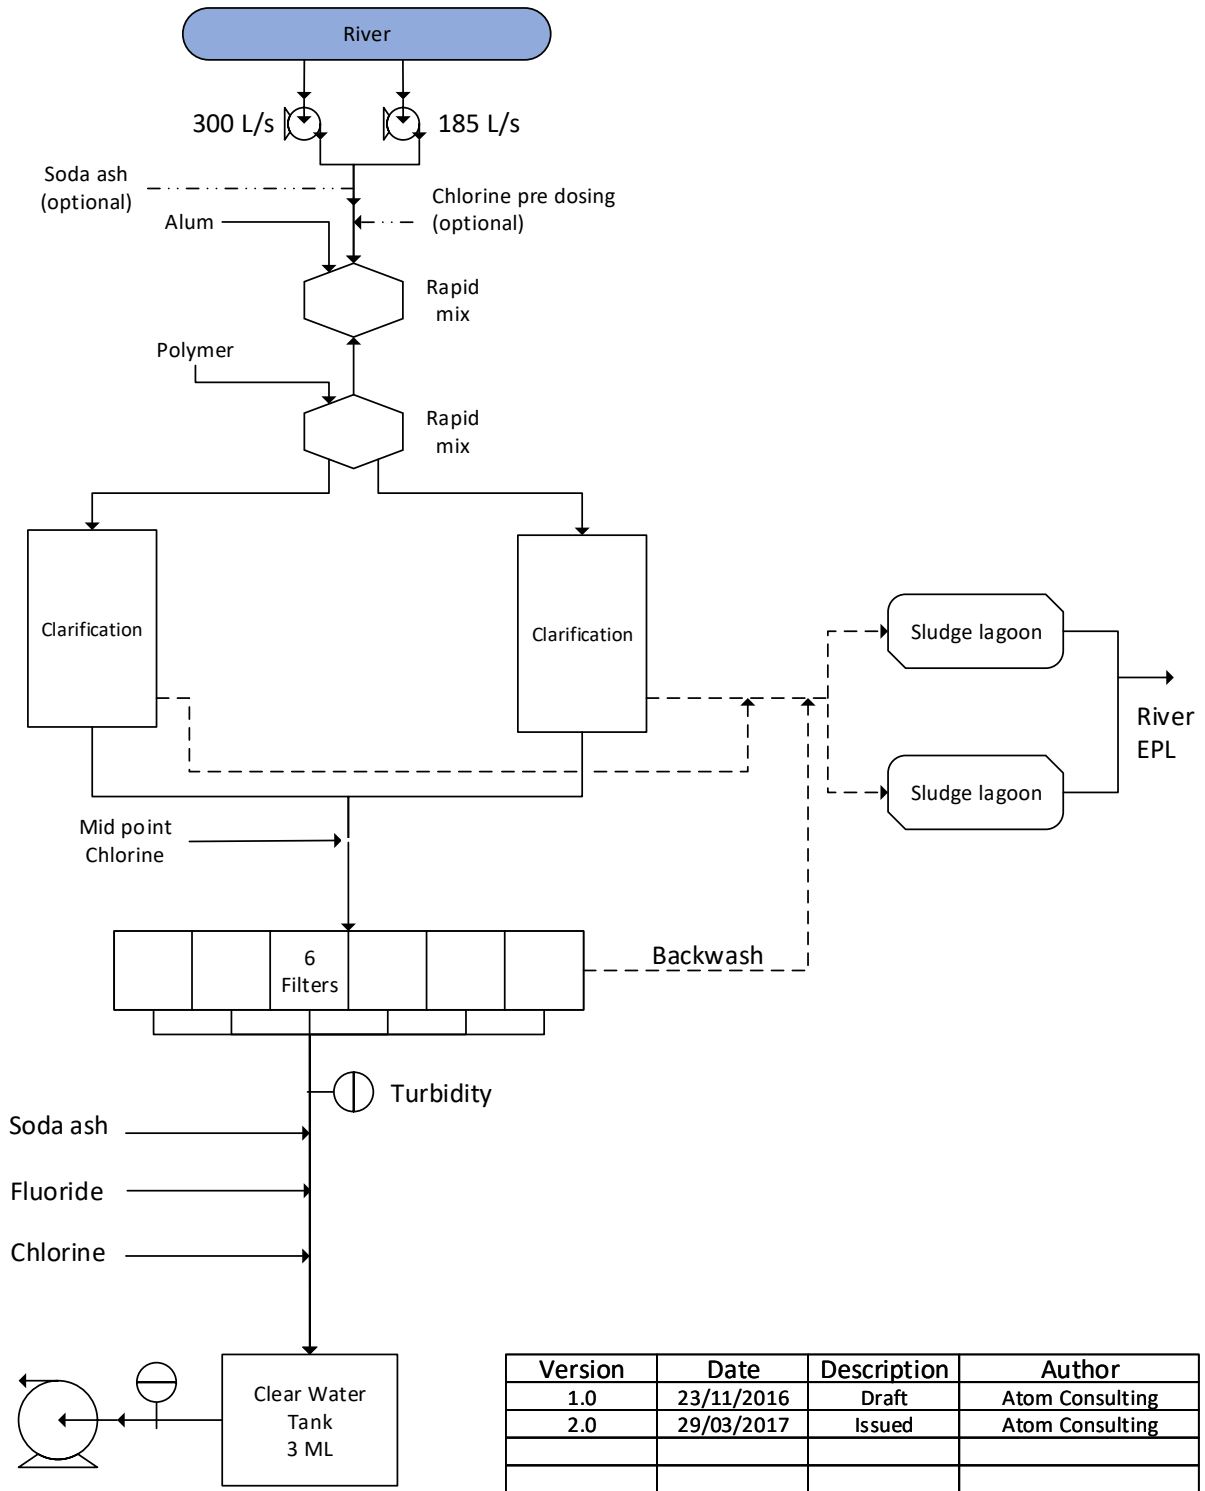 River
300 L/s
185 L/s
Soda ash
(optional)
Chlorine pre dosing
(optional)
Alum
Rapid
mix
Polymer
Rapid
mix
Clarification
Clarification
Sludge lagoon
River
EPL
Sludge lagoon
Mid point
Chlorine
6
Filters
Backwash
Turbidity
Soda ash
Fluoride
Chlorine
Clear Water
Tank
3 ML
Version Date Description Author
1.0 23/11/2016 Draft Atom Consulting
2.0 29/03/2017 Issued Atom Consulting